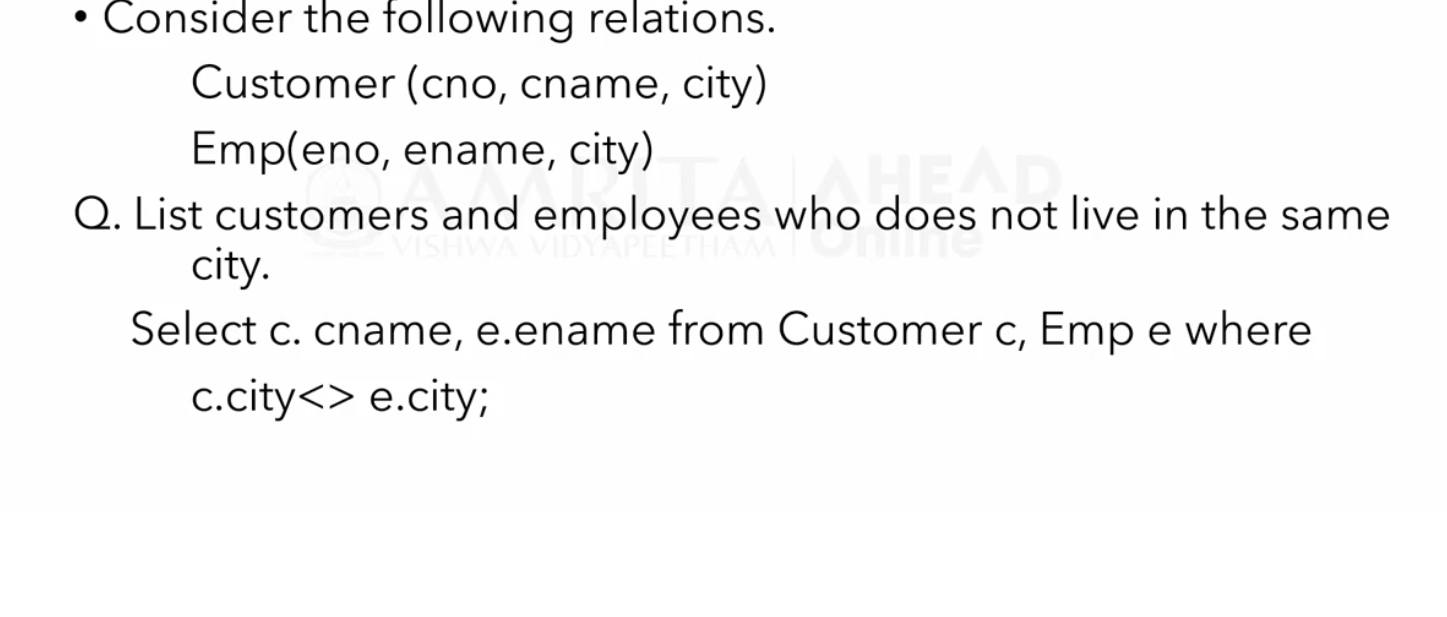 • Consider the following relations.
Customer (cno, cname, city)
Emp(eno, ename, city)
AMRITA AHEAD
Q. List customers and employees who does not live in the same
VISHWA VIDYAPEETHAM Online
city.
Select c. cname, e.ename from Customer c, Emp e where
c.city<> e.city;